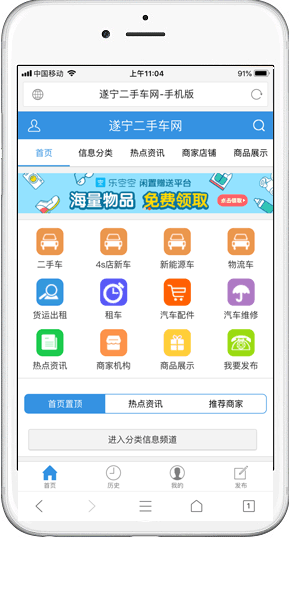 中国移动 上午11:04 91%
遂宁二手车网-手机版
遂宁二手车网
首页 信息分类 热点资讯 商家店铺 商品展示
乐空空 闲置赠送平台
海量物品 免费领取 点击领取
二手车 4s店新车 新能源车 物流车
货运出租 租车 汽车配件 汽车维修
热点资讯 商家机构 商品展示 我要发布
首页置顶 热点资讯 推荐商家
进入分类信息频道
首页 历史 我的 发布
1